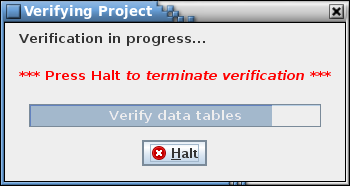 Verifying Project
Verification in progress...
*** Press Halt to terminate verification ***
Verify data tables
Halt